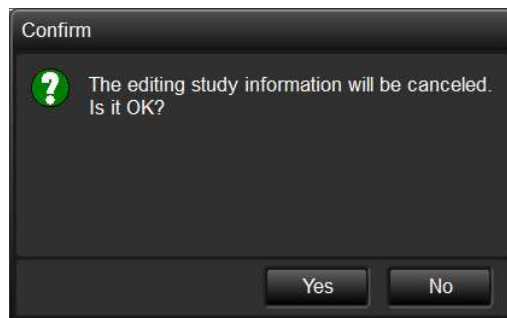 Confirm
The editing study information will be canceled.
Is it OK?
Yes No